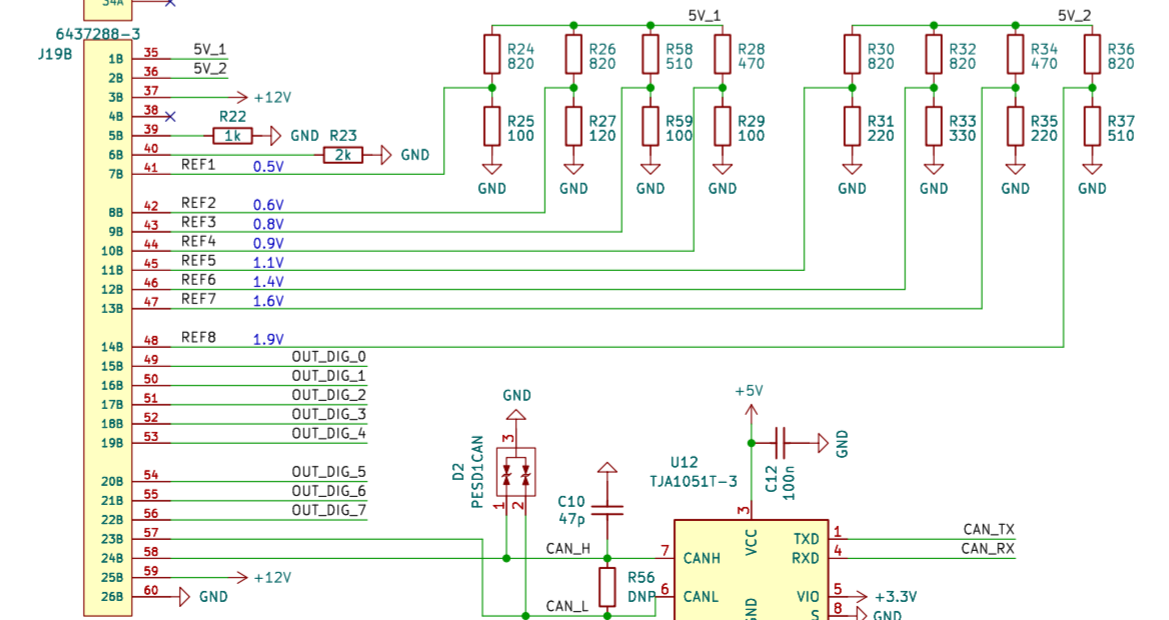 34A
6437288-3
J19B
1B 35 5V_1
2B 36 5V_2
3B 37 +12V
4B 38
5B 39 R22 1k GND
6B 40 R23 2k GND
7B 41 REF1 0.5V
8B 42 REF2 0.6V
9B 43 REF3 0.8V
10B 44 REF4 0.9V
11B 45 REF5 1.1V
12B 46 REF6 1.4V
13B 47 REF7 1.6V
14B 48 REF8 1.9V
15B 49 OUT_DIG_0
16B 50 OUT_DIG_1
17B 51 OUT_DIG_2
18B 52 OUT_DIG_3
19B 53 OUT_DIG_4
20B 54 OUT_DIG_5
21B 55 OUT_DIG_6
22B 56 OUT_DIG_7
23B 57
24B 58
25B 59 +12V
26B 60 GND
5V_1
R24 R26 R58 R28
820 820 510 470
R25 R27 R59 R29
100 120 100 100
GND GND GND GND
5V_2
R30 R32 R34 R36
820 820 470 820
R31 R33 R35 R37
220 330 220 510
GND GND GND GND
GND
3
D2
PESD1CAN
1 2
C10
47p
CAN_H
R56
DNP
CAN_L
+5V
C12
100n
GND
U12
TJA1051T-3
3
VCC
7 CANH
6 CANL
GND
TXD 1 CAN_TX
RXD 4 CAN_RX
VIO 5 +3.3V
S 8 GND